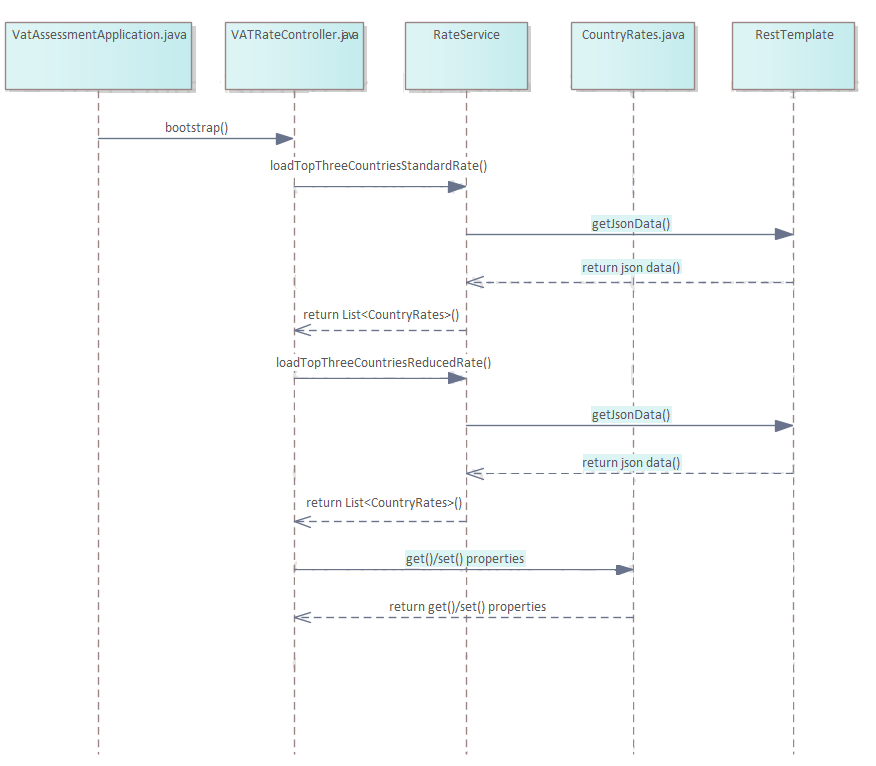 VatAssessmentApplication.java
VATRateController.java
RateService
CountryRates.java
RestTemplate
bootstrap()
loadTopThreeCountriesStandardRate()
getJsonData()
return json data()
return List<CountryRates>()
loadTopThreeCountriesReducedRate()
getJsonData()
return json data()
return List<CountryRates>()
get()/set() properties
return get()/set() properties